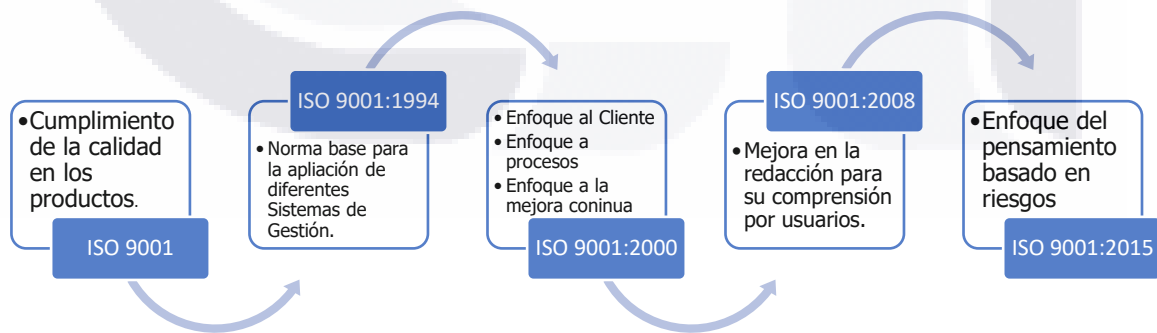 •Cumplimiento
de la calidad
en los
productos.
ISO 9001
ISO 9001:1994
•Norma base para
la apliación de
diferentes
Sistemas de
Gestión.
•Enfoque al Cliente
•Enfoque a
procesos
•Enfoque a la
mejora coninua
ISO 9001:2000
ISO 9001:2008
•Mejora en la
redacción para
su comprensión
por usuarios.
•Enfoque del
pensamiento
basado en
riesgos
ISO 9001:2015